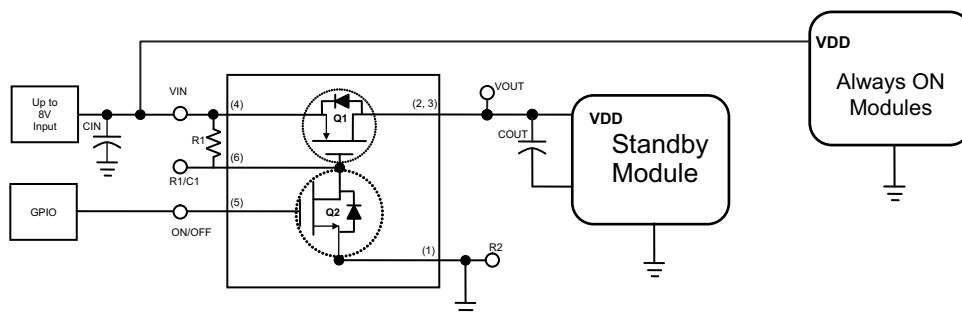 VDD
Always ON
Modules
Up to
8V
Input
CIN
VIN
(4)
Q1
(2, 3)
VOUT
COUT
VDD
Standby
Module
R1
(6)
R1/C1
GPIO
ON/OFF
(5)
Q2
(1)
R2